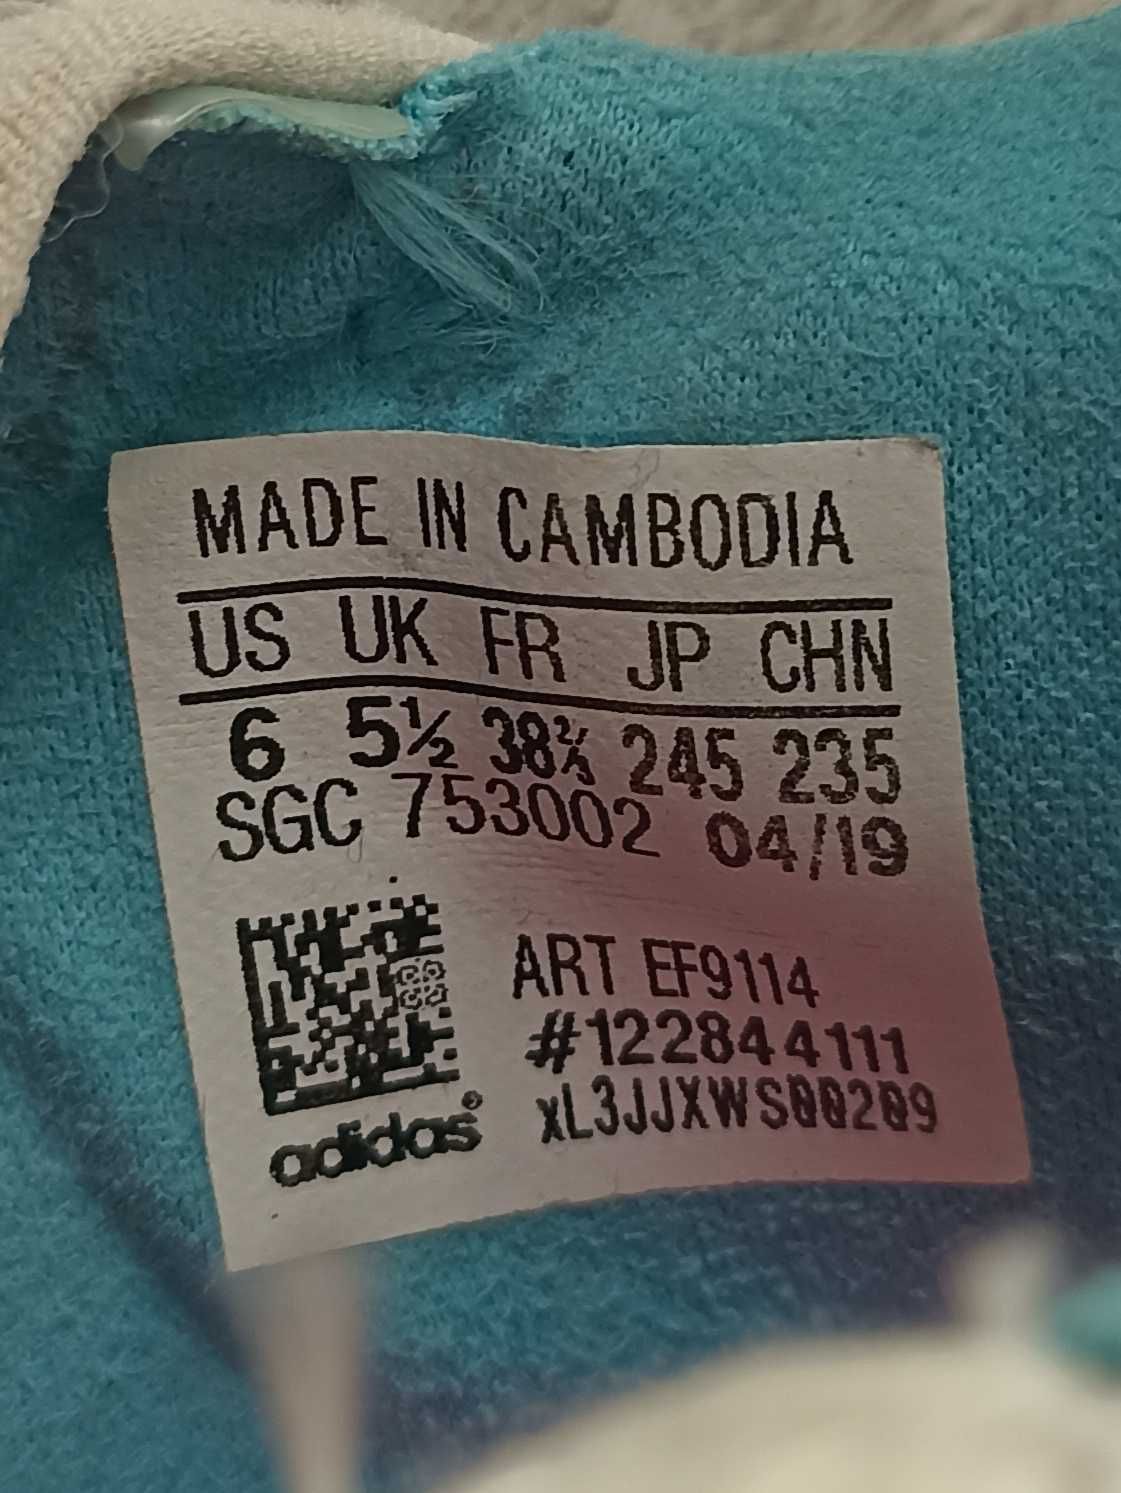 MADE IN CAMBODIA
US UK FR JP CHN
6 5½ 38⅔ 245 235
SGC 753002 04/19
ART EF9114
#122844111
xL3JJXWS00209
adidas®